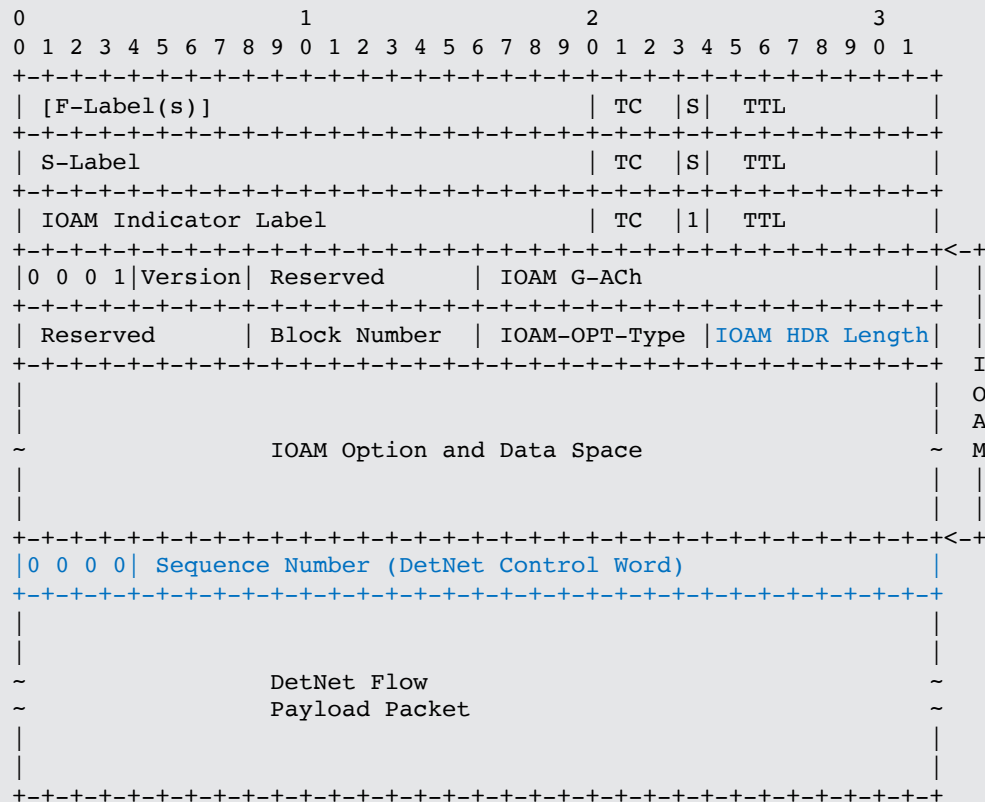 0                   1                   2                   3
0 1 2 3 4 5 6 7 8 9 0 1 2 3 4 5 6 7 8 9 0 1 2 3 4 5 6 7 8 9 0 1
+-+-+-+-+-+-+-+-+-+-+-+-+-+-+-+-+-+-+-+-+-+-+-+-+-+-+-+-+-+-+-+-+
| [F-Label(s)]                          | TC  |S|  TTL          |
+-+-+-+-+-+-+-+-+-+-+-+-+-+-+-+-+-+-+-+-+-+-+-+-+-+-+-+-+-+-+-+-+
| S-Label                               | TC  |S|  TTL          |
+-+-+-+-+-+-+-+-+-+-+-+-+-+-+-+-+-+-+-+-+-+-+-+-+-+-+-+-+-+-+-+-+
| IOAM Indicator Label                  | TC  |1|  TTL          |
+-+-+-+-+-+-+-+-+-+-+-+-+-+-+-+-+-+-+-+-+-+-+-+-+-+-+-+-+-+-+-+-+<-+
|0 0 0 1|Version| Reserved      | IOAM G-ACh                    |  |
+-+-+-+-+-+-+-+-+-+-+-+-+-+-+-+-+-+-+-+-+-+-+-+-+-+-+-+-+-+-+-+-+  |
| Reserved      | Block Number  | IOAM-OPT-Type |IOAM HDR Length|  |
+-+-+-+-+-+-+-+-+-+-+-+-+-+-+-+-+-+-+-+-+-+-+-+-+-+-+-+-+-+-+-+-+  I
|                                                               |  O
|                                                               |  A
~                 IOAM Option and Data Space                    ~  M
|                                                               |  |
|                                                               |  |
+-+-+-+-+-+-+-+-+-+-+-+-+-+-+-+-+-+-+-+-+-+-+-+-+-+-+-+-+-+-+-+-+<-+
|0 0 0 0| Sequence Number (DetNet Control Word)                 |
+-+-+-+-+-+-+-+-+-+-+-+-+-+-+-+-+-+-+-+-+-+-+-+-+-+-+-+-+-+-+-+-+
|                                                               |
|                                                               |
~                 DetNet Flow                                   ~
~                 Payload Packet                                ~
|                                                               |
|                                                               |
+-+-+-+-+-+-+-+-+-+-+-+-+-+-+-+-+-+-+-+-+-+-+-+-+-+-+-+-+-+-+-+-+